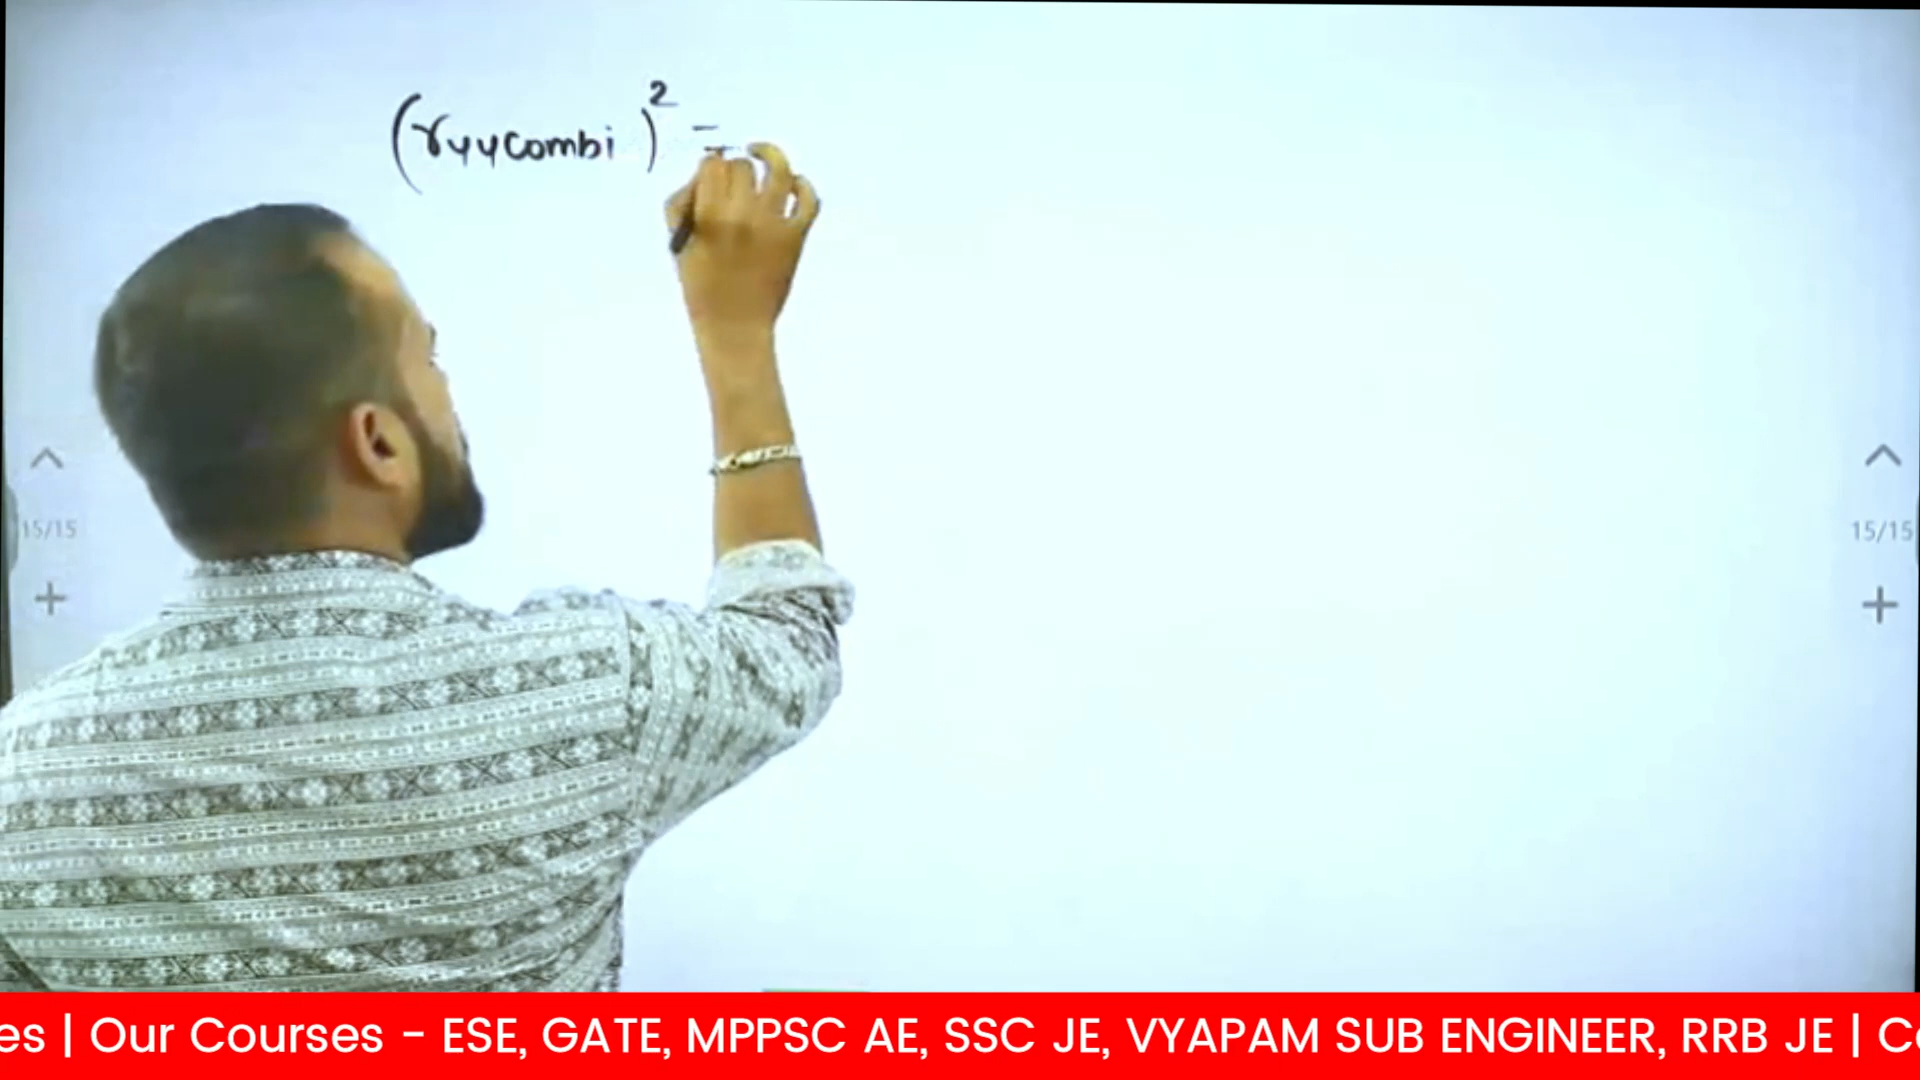 (ryycombi)² =
15/15
15/15
es | Our Courses - ESE, GATE, MPPSC AE, SSC JE, VYAPAM SUB ENGINEER, RRB JE | C